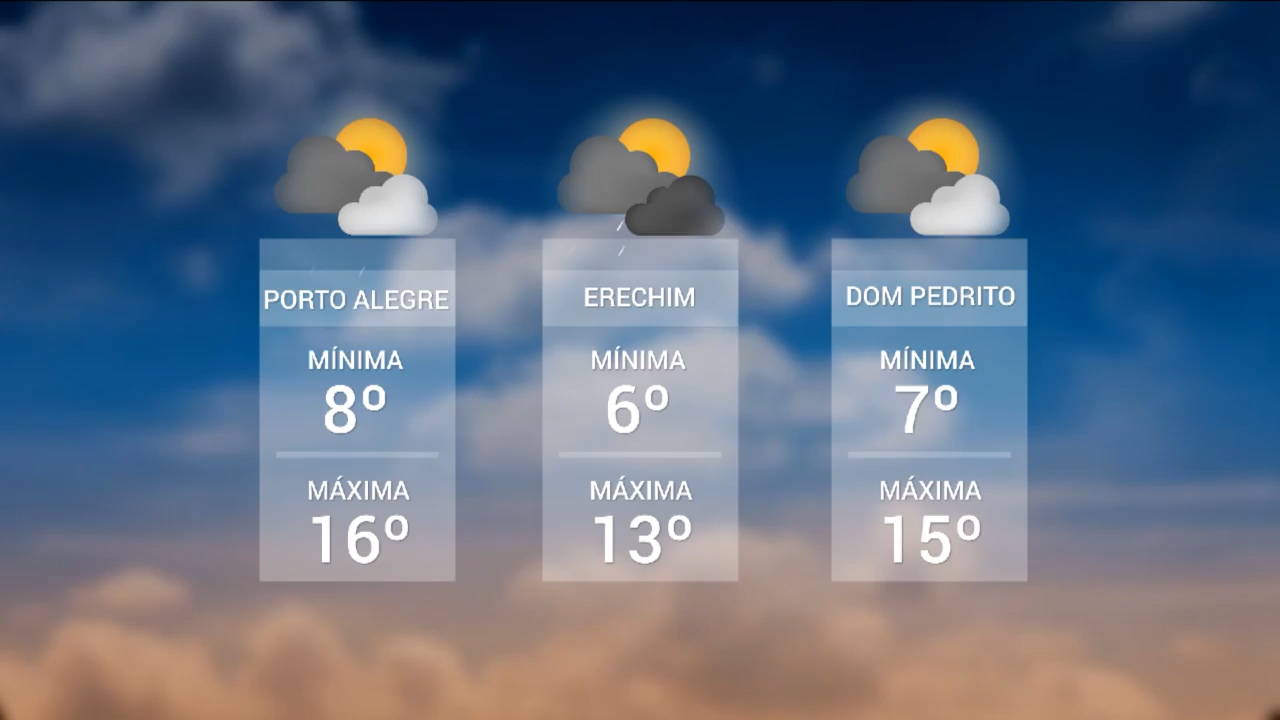 PORTO ALEGRE
MÍNIMA
8º
MÁXIMA
16º
ERECHIM
MÍNIMA
6º
MÁXIMA
13º
DOM PEDRITO
MÍNIMA
7º
MÁXIMA
15º